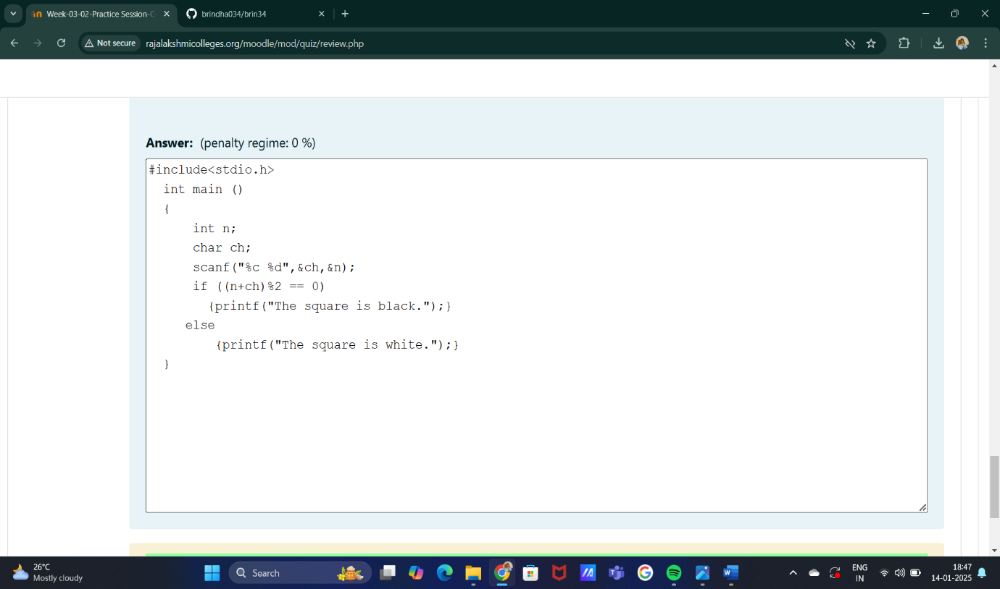 Week-03-02-Practice Session-C
brindha034/brin34
Not secure
rajalakshmicolleges.org/moodle/mod/quiz/review.php
Answer: (penalty regime: 0 %)
#include<stdio.h>
int main ()
{
int n;
char ch;
scanf("%c %d",&ch,&n);
if ((n+ch)%2 == 0)
{printf("The square is black.");}
else
{printf("The square is white.");}
}
26°C
Mostly cloudy
Search
ENG
IN
18:47
14-01-2025